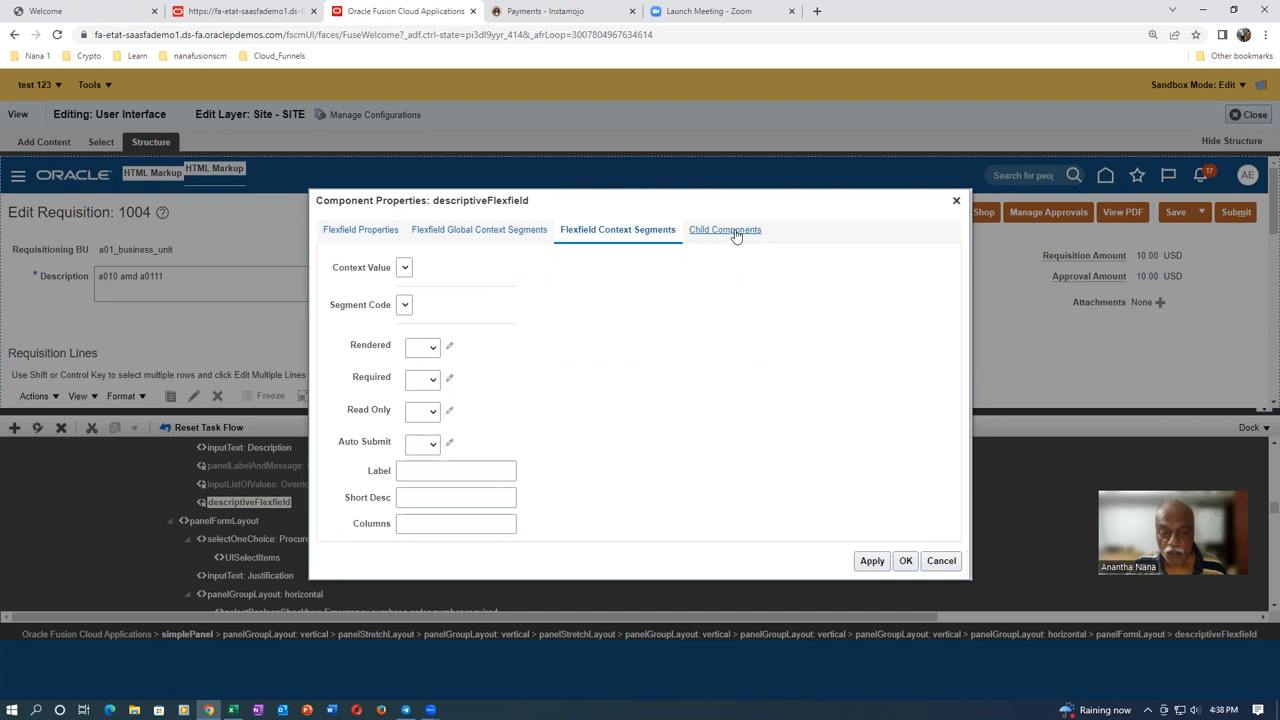 Welcome
https://fa-etat-saasfademo1.ds-f
Oracle Fusion Cloud Applications
Payments - Instamojo
Launch Meeting - Zoom
fa-etat-saasfademo1.ds-fa.oraclepdemos.com/fscmUI/faces/FuseWelcome?_adf.ctrl-state=pi3dl9yyr_414&_afrLoop=3007804967634614
Nana 1
Crypto
Learn
nanafusionscm
Cloud_Funnels
Other bookmarks
test 123
Tools
Sandbox Mode: Edit
View
Editing: User Interface
Edit Layer: Site - SITE
Manage Configurations
Close
Add Content
Select
Structure
Hide Structure
ORACLE
HTML Markup
HTML Markup
Search for peop
17
AE
Component Properties: descriptiveFlexfield
Edit Requisition: 1004
Shop
Manage Approvals
View PDF
Save
Submit
Flexfield Properties
Flexfield Global Context Segments
Flexfield Context Segments
Child Components
Requisitioning BU
a01_business_unit
Requisition Amount
10.00 USD
Description
a010 amd a0111
Approval Amount
10.00 USD
Attachments
None
Context Value
Segment Code
Rendered
Required
Read Only
Auto Submit
Label
Short Desc
Columns
Apply
OK
Cancel
Requisition Lines
Use Shift or Control Key to select multiple rows and click Edit Multiple Lines
Actions
View
Format
Freeze
Reset Task Flow
Dock
inputText: Description
panelLabelAndMessage:
inputListOfValues: Overri
descriptiveFlexfield
panelFormLayout
selectOneChoice: Procure
UISelectItems
inputText: Justification
panelGroupLayout: horizontal
selectBooleanCheckbox: Emergency purchase order number required
Anantha Nana
Oracle Fusion Cloud Applications > simplePanel > panelGroupLayout: vertical > panelStretchLayout > panelGroupLayout: vertical > panelStretchLayout > panelGroupLayout: vertical > panelGroupLayout: vertical > panelGroupLayout: vertical > panelGroupLayout: horizontal > panelFormLayout > descriptiveFlexfield
Raining now
4:38 PM